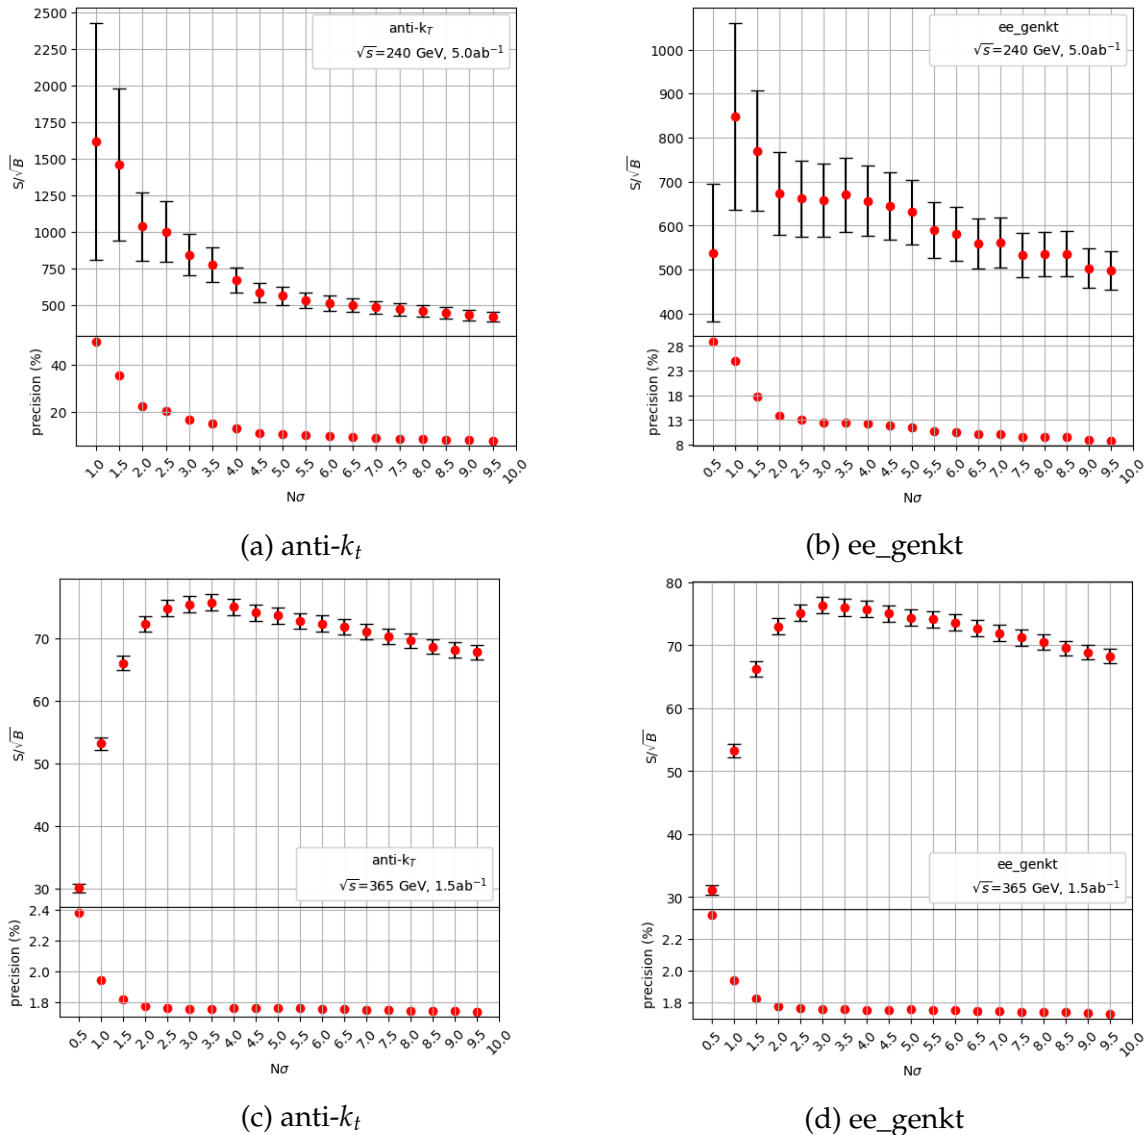 anti-k_T
√s=240 GeV, 5.0ab⁻¹
S/√B
2500
2250
2000
1750
1500
1250
1000
750
500
precision (%)
40
20
1.0 1.5 2.0 2.5 3.0 3.5 4.0 4.5 5.0 5.5 6.0 6.5 7.0 7.5 8.0 8.5 9.0 9.5 10.0
Nσ
(a) anti-k_t
ee_genkt
√s=240 GeV, 5.0ab⁻¹
S/√B
1000
900
800
700
600
500
400
precision (%)
28
23
18
13
8
0.5 1.0 1.5 2.0 2.5 3.0 3.5 4.0 4.5 5.0 5.5 6.0 6.5 7.0 7.5 8.0 8.5 9.0 9.5 10.0
Nσ
(b) ee_genkt
S/√B
70
60
50
40
30
anti-k_T
√s=365 GeV, 1.5ab⁻¹
precision (%)
2.4
2.2
2.0
1.8
0.5 1.0 1.5 2.0 2.5 3.0 3.5 4.0 4.5 5.0 5.5 6.0 6.5 7.0 7.5 8.0 8.5 9.0 9.5 10.0
Nσ
(c) anti-k_t
S/√B
80
70
60
50
40
30
ee_genkt
√s=365 GeV, 1.5ab⁻¹
precision (%)
2.2
2.0
1.8
0.5 1.0 1.5 2.0 2.5 3.0 3.5 4.0 4.5 5.0 5.5 6.0 6.5 7.0 7.5 8.0 8.5 9.0 9.5 10.0
Nσ
(d) ee_genkt